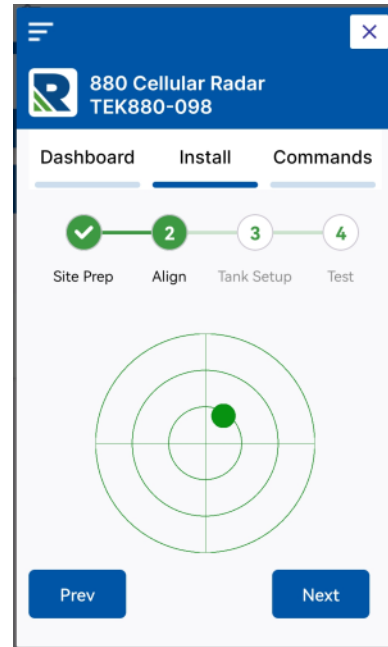 880 Cellular Radar
TEK880-098
Dashboard Install Commands
2 3 4
Site Prep Align Tank Setup Test
Prev Next